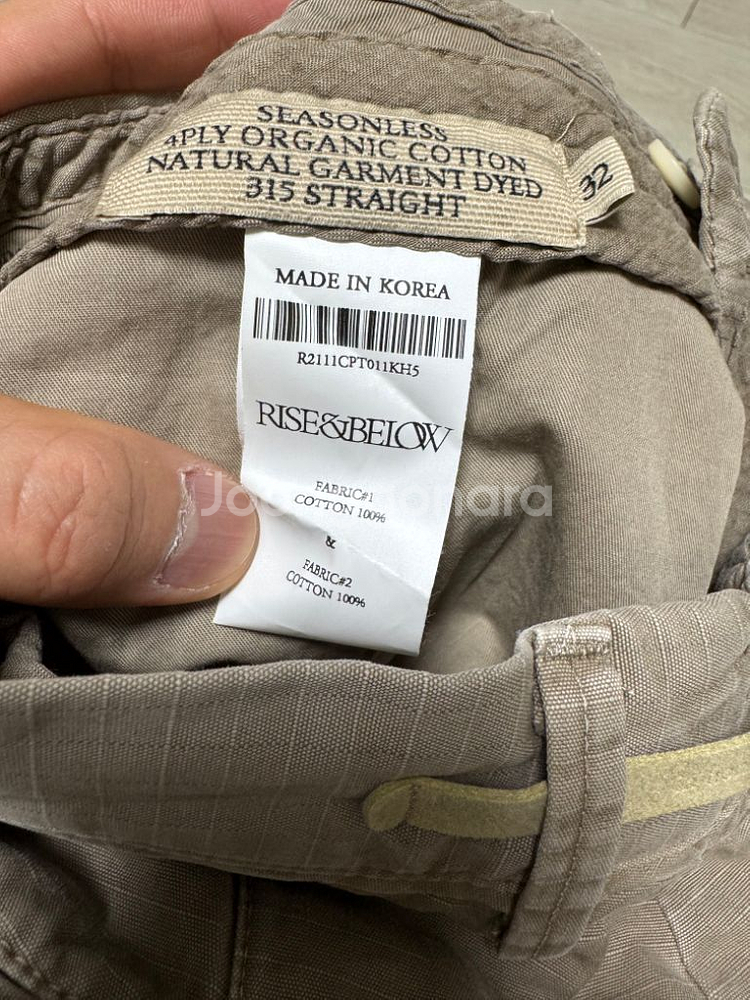 SEASONLESS
4PLY ORGANIC COTTON
NATURAL GARMENT DYED
315 STRAIGHT
32
MADE IN KOREA
R2111CPT011KH5
RISE&BELOW
FABRIC#1
COTTON 100%
&
FABRIC#2
COTTON 100%